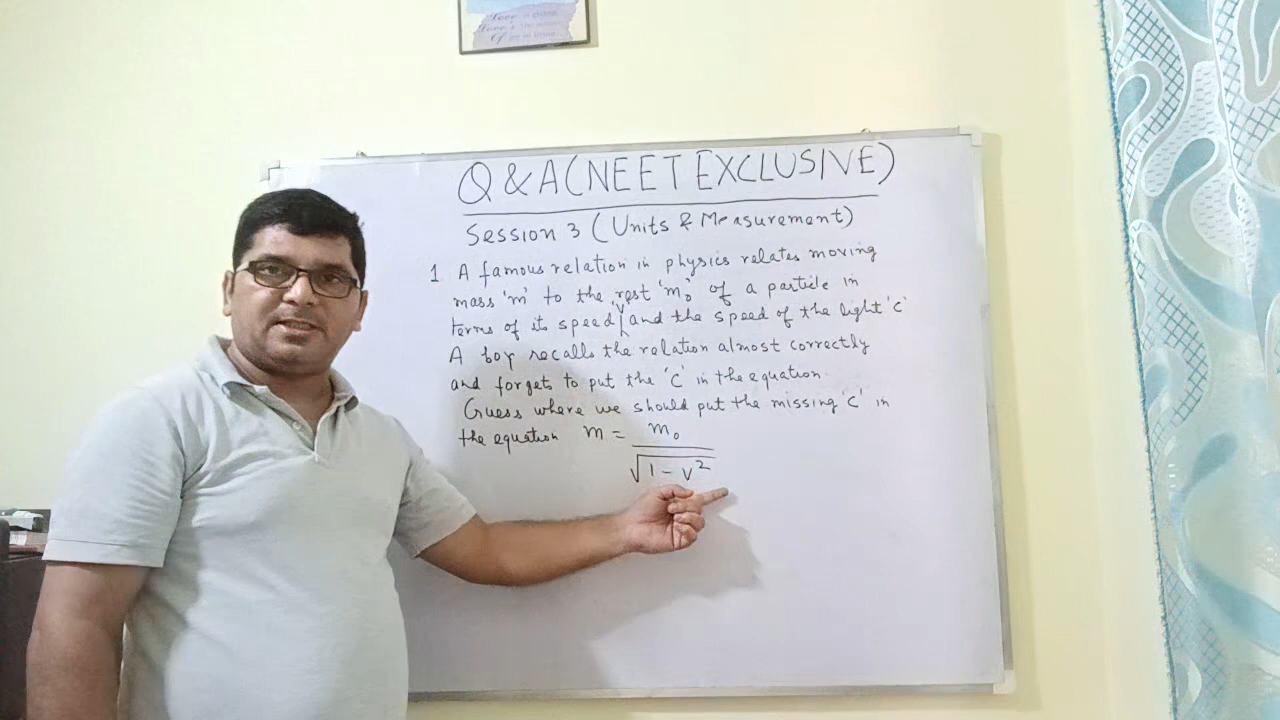 Love is divine
Q & A (NEET EXCLUSIVE)
Session 3 (Units & Measurement)
1. A famous relation in physics relates moving
mass 'm' to the rest 'm₀' of a particle in
terms of its speed 'v' and the speed of the light 'c'
A boy recalls the relation almost correctly
and forgets to put the 'c' in the equation.
Guess where we should put the missing 'c' in
the equation m = m₀ / √(1 - v²)